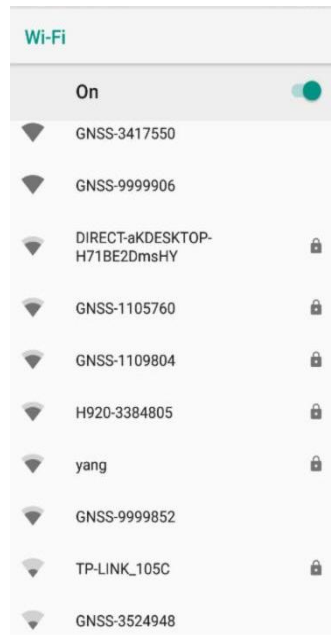 Wi-Fi
On
GNSS-3417550
GNSS-9999906
DIRECT-aKDESKTOP-
H71BE2DmsHY
GNSS-1105760
GNSS-1109804
H920-3384805
yang
GNSS-9999852
TP-LINK_105C
GNSS-3524948